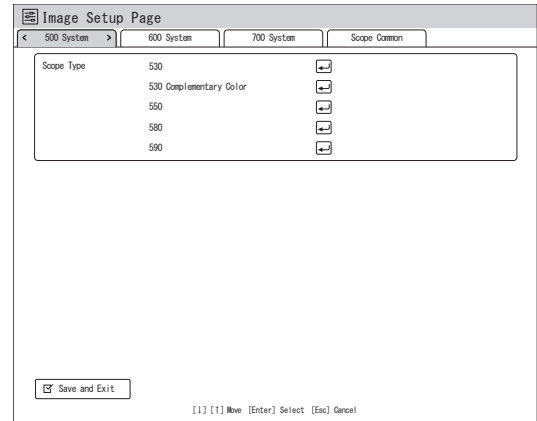 Image Setup Page
< 500 System > 600 System 700 System Scope Common
Scope Type 530
530 Complementary Color
550
580
590
Save and Exit
[↓] [↑] Move [Enter] Select [Esc] Cancel